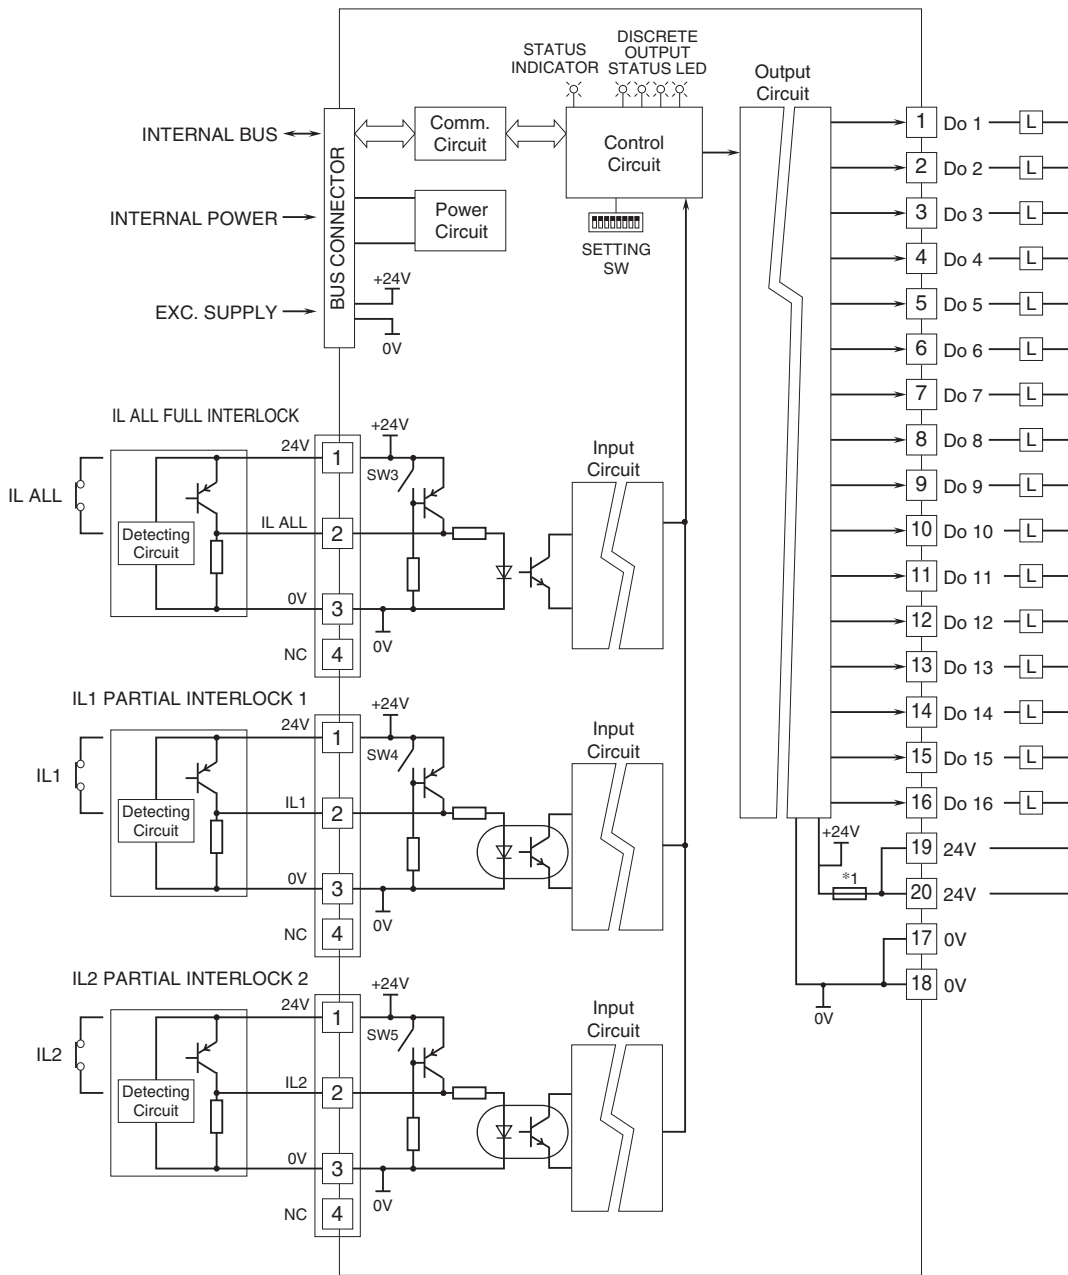 STATUS
INDICATOR
DISCRETE
OUTPUT
STATUS LED
Output
Circuit
INTERNAL BUS
INTERNAL POWER
EXC. SUPPLY
BUS CONNECTOR
Comm.
Circuit
Power
Circuit
+24V
0V
Control
Circuit
SETTING
SW
1 Do 1 L
2 Do 2 L
3 Do 3 L
4 Do 4 L
5 Do 5 L
6 Do 6 L
7 Do 7 L
8 Do 8 L
9 Do 9 L
10 Do 10 L
11 Do 11 L
12 Do 12 L
13 Do 13 L
14 Do 14 L
15 Do 15 L
16 Do 16 L
+24V
*1
19 24V
20 24V
17 0V
18 0V
0V
IL ALL FULL INTERLOCK
IL ALL
Detecting
Circuit
24V
IL ALL
0V
NC
1
2
3
4
+24V
SW3
0V
Input
Circuit
IL1 PARTIAL INTERLOCK 1
IL1
Detecting
Circuit
24V
IL1
0V
NC
1
2
3
4
+24V
SW4
0V
Input
Circuit
IL2 PARTIAL INTERLOCK 2
IL2
Detecting
Circuit
24V
IL2
0V
NC
1
2
3
4
+24V
SW5
0V
Input
Circuit